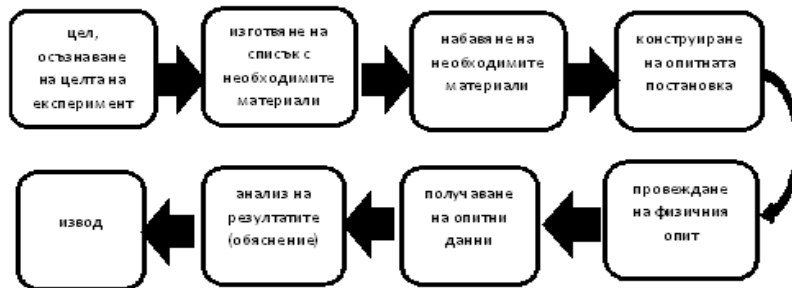 цел,
осъзнаване
на целта на
експеримент
изготвяне на
списък с
необходимите
материали
набавяне на
необходимите
материали
конструиране
на опитната
постановка
провеждане
на физичния
опит
получаване
на опитни
данни
анализ на
резултатите
(обяснение)
извод